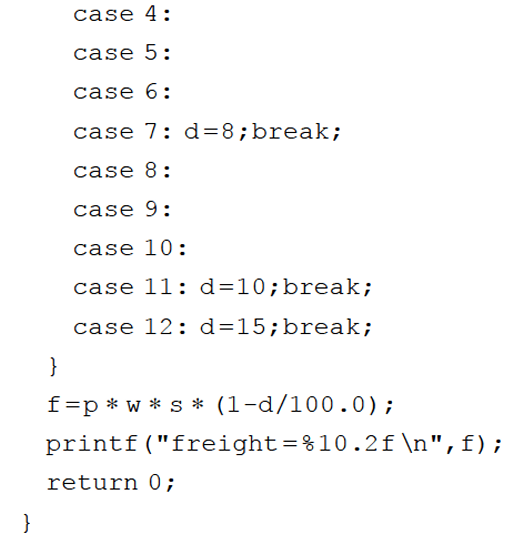 case 4:
case 5:
case 6:
case 7: d=8;break;
case 8:
case 9:
case 10:
case 11: d=10;break;
case 12: d=15;break;
}
f=p*w*s*(1-d/100.0);
printf("freight=%10.2f\n",f);
return 0;
}